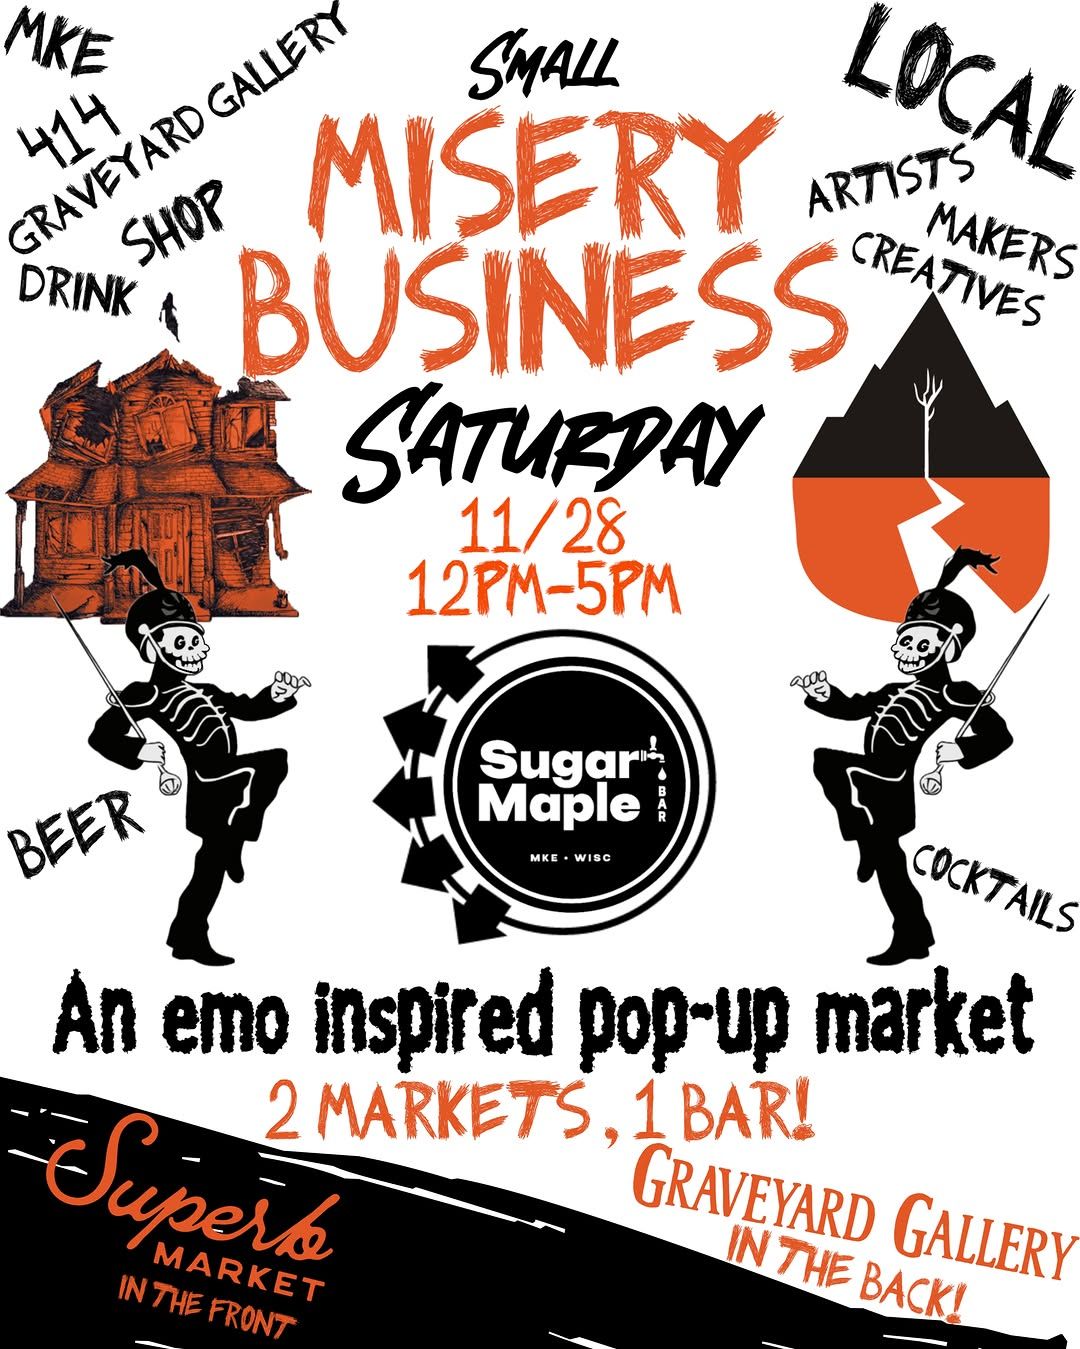 MKE
414
GRAVEYARD GALLERY
SHOP
DRINK
SMALL
MISERY
BUSINESS
SATURDAY
11/28
12PM-5PM
LOCAL
ARTISTS
MAKERS
CREATIVES
Sugar
Maple
BAR
MKE • WISC
BEER
COCKTAILS
An emo inspired pop-up market
2 MARKETS, 1 BAR!
Superb
MARKET
IN THE FRONT
GRAVEYARD GALLERY
IN THE BACK!